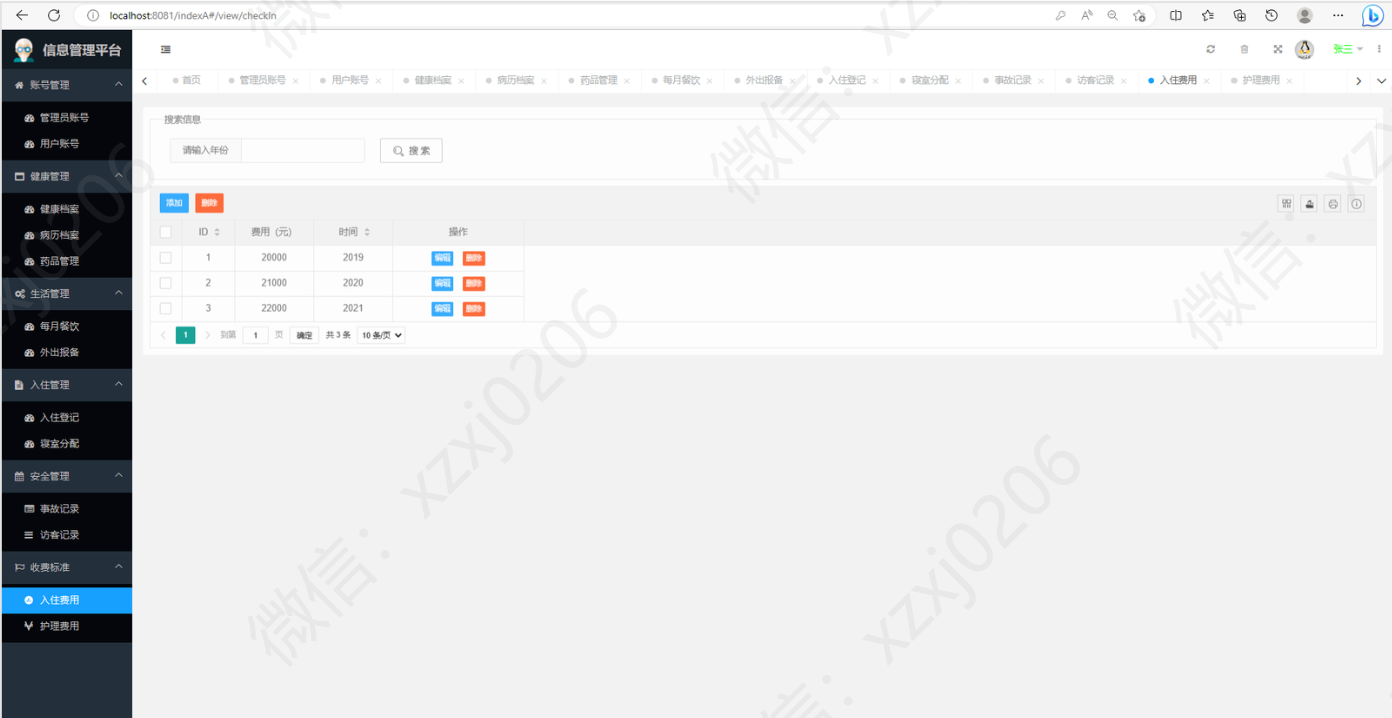 localhost:8081/indexA#/view/checkIn
信息管理平台
张三
首页 管理员账号 用户账号 健康档案 病历档案 药品管理 每月餐饮 外出报备 入住登记 寝室分配 事故记录 访客记录 入住费用 护理费用
账号管理
管理员账号
用户账号
健康管理
健康档案
病历档案
药品管理
生活管理
每月餐饮
外出报备
入住管理
入住登记
寝室分配
安全管理
事故记录
访客记录
收费标准
入住费用
护理费用
搜索信息
请输入年份 搜 索
添加 删除
ID 费用（元） 时间 操作
1 20000 2019 编辑 删除
2 21000 2020 编辑 删除
3 22000 2021 编辑 删除
1 到第 1 页 确定 共 3 条 10 条/页
微信：xzxj0206
微信：xzxj0206